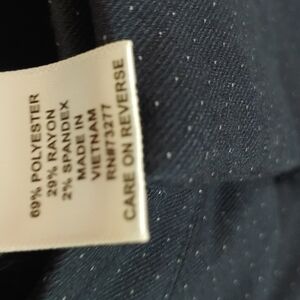 69% POLYESTER
29% RAYON
2% SPANDEX
MADE IN
VIETNAM
RN#73277
CARE ON REVERSE